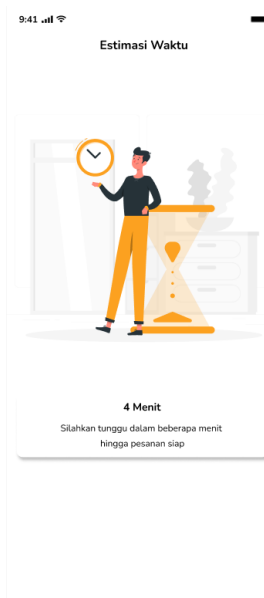 9:41
Estimasi Waktu
4 Menit
Silahkan tunggu dalam beberapa menit
hingga pesanan siap